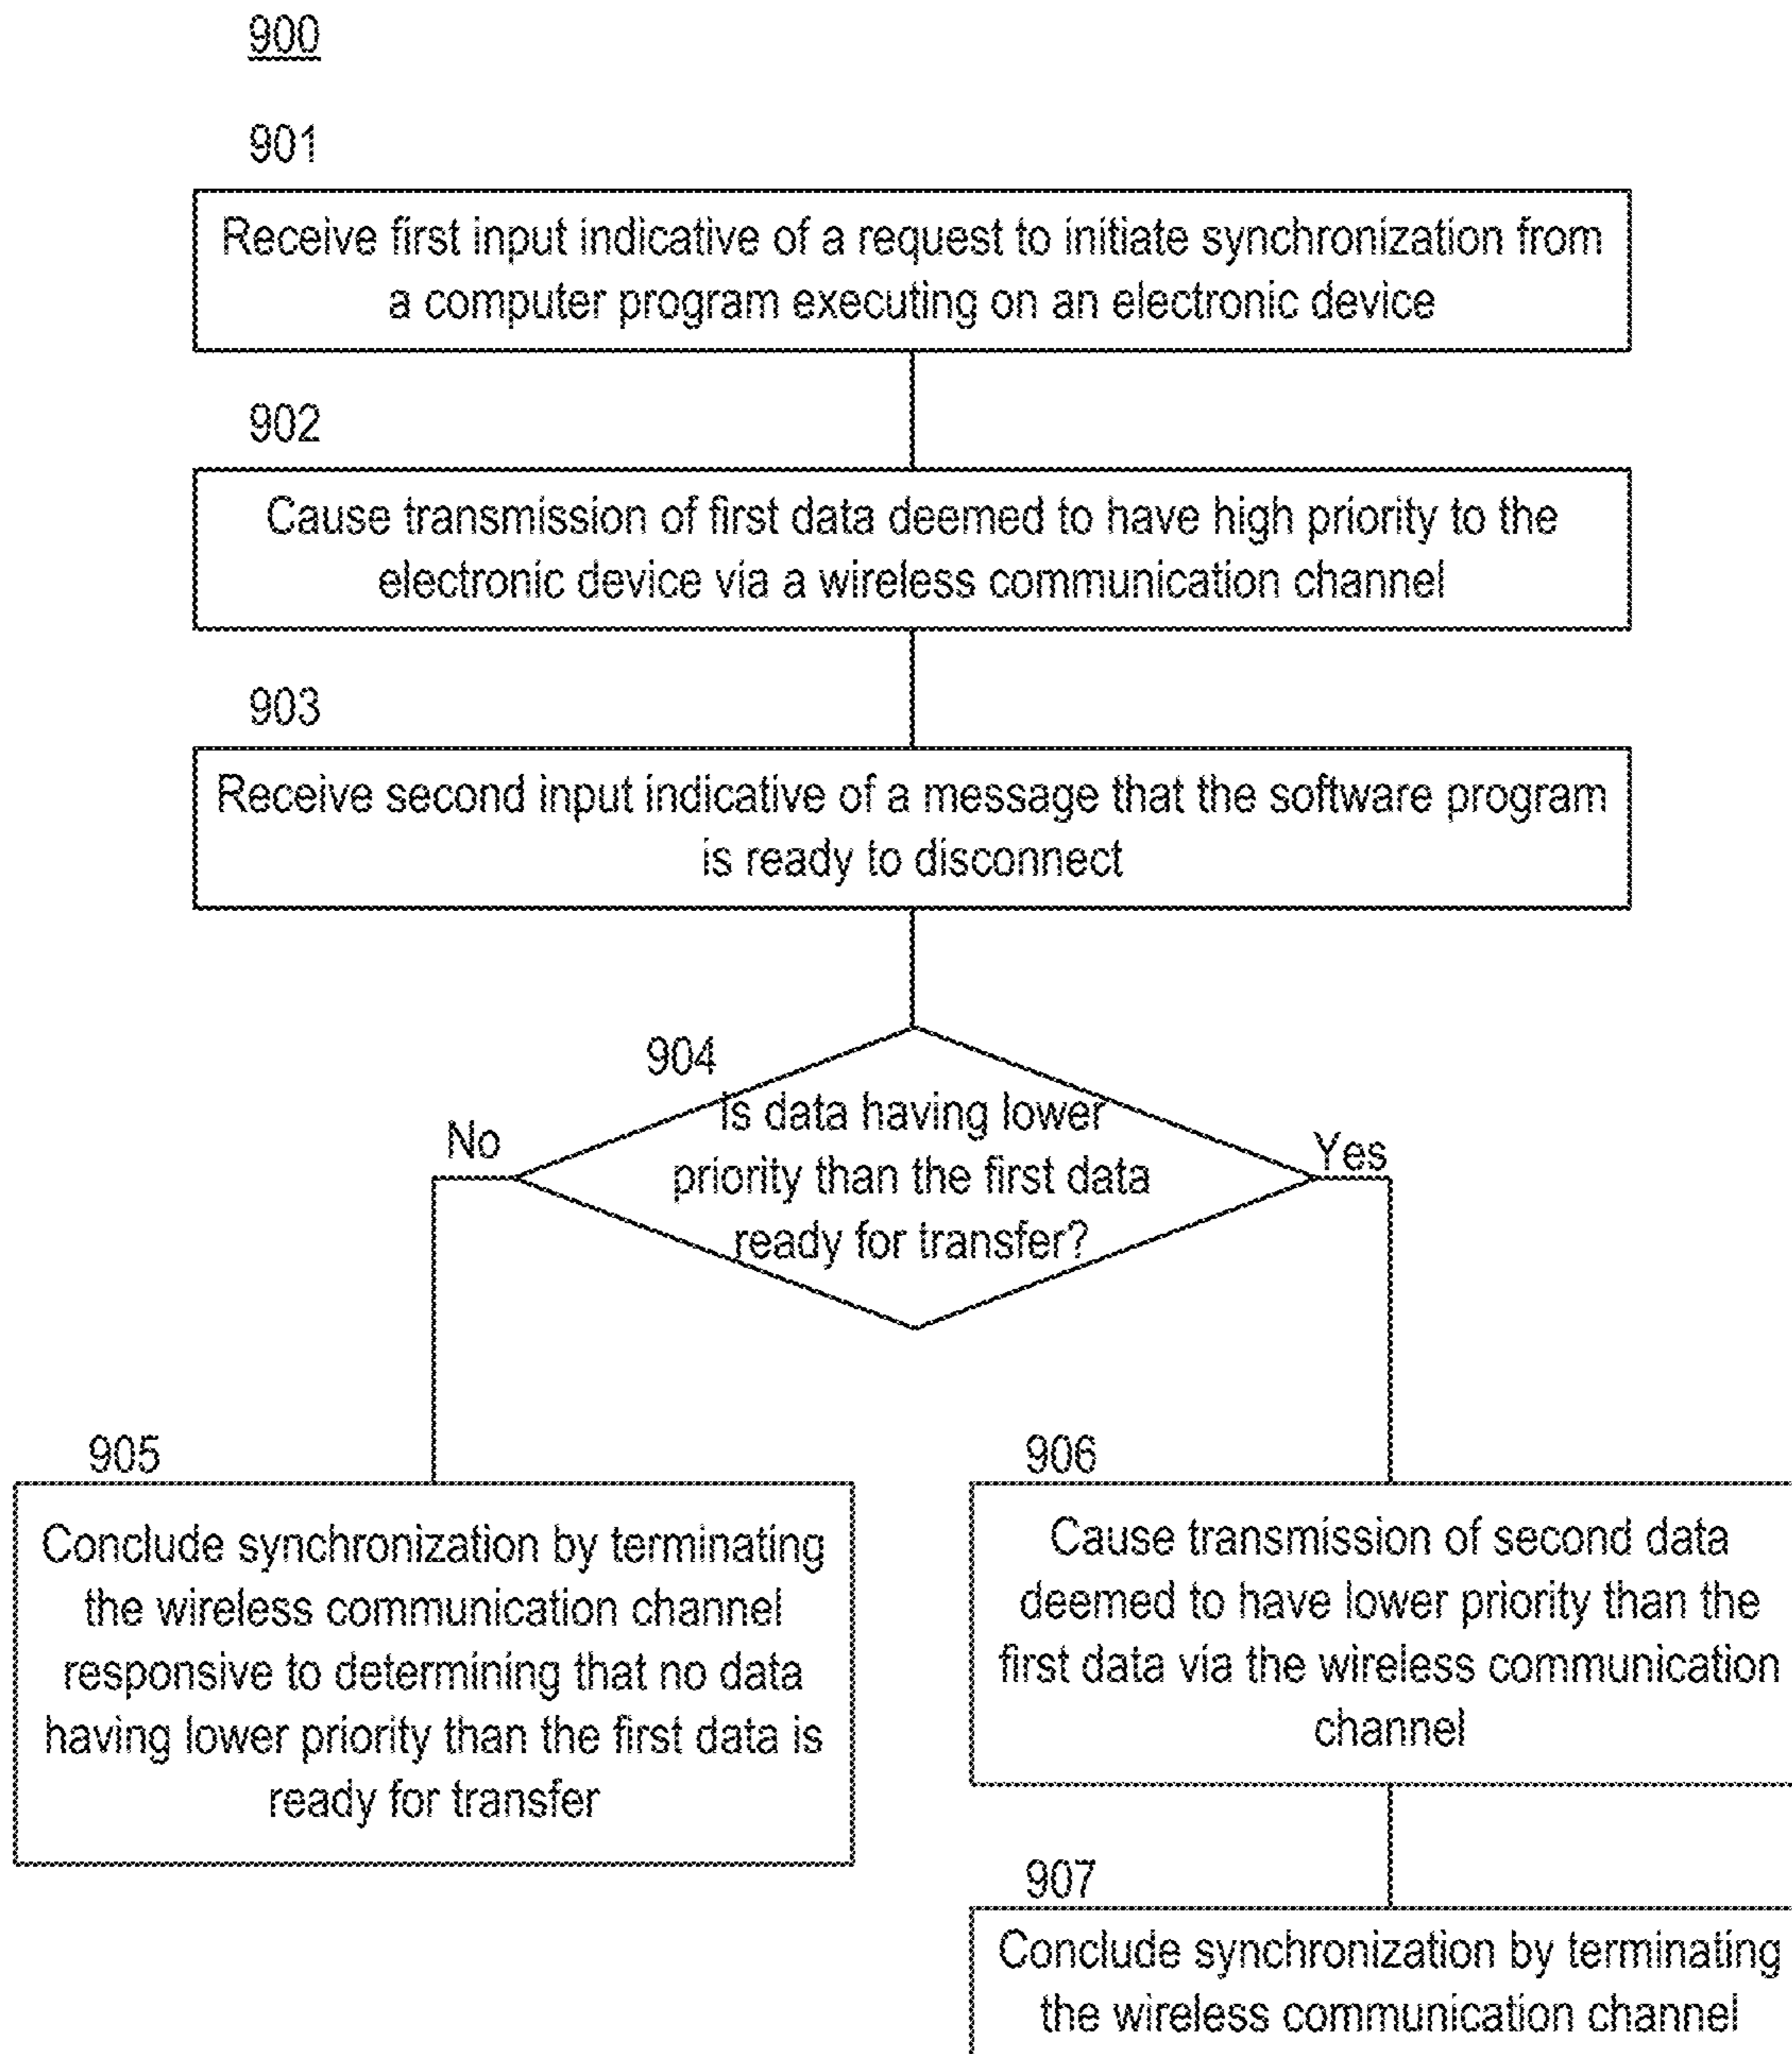 900
901
Receive first input indicative of a request to initiate synchronization from
a computer program executing on an electronic device
902
Cause transmission of first data deemed to have high priority to the
electronic device via a wireless communication channel
903
Receive second input indicative of a message that the software program
is ready to disconnect
904
Is data having lower
priority than the first data
ready for transfer?
No
Yes
905
Conclude synchronization by terminating
the wireless communication channel
responsive to determining that no data
having lower priority than the first data is
ready for transfer
906
Cause transmission of second data
deemed to have lower priority than the
first data via the wireless communication
channel
907
Conclude synchronization by terminating
the wireless communication channel